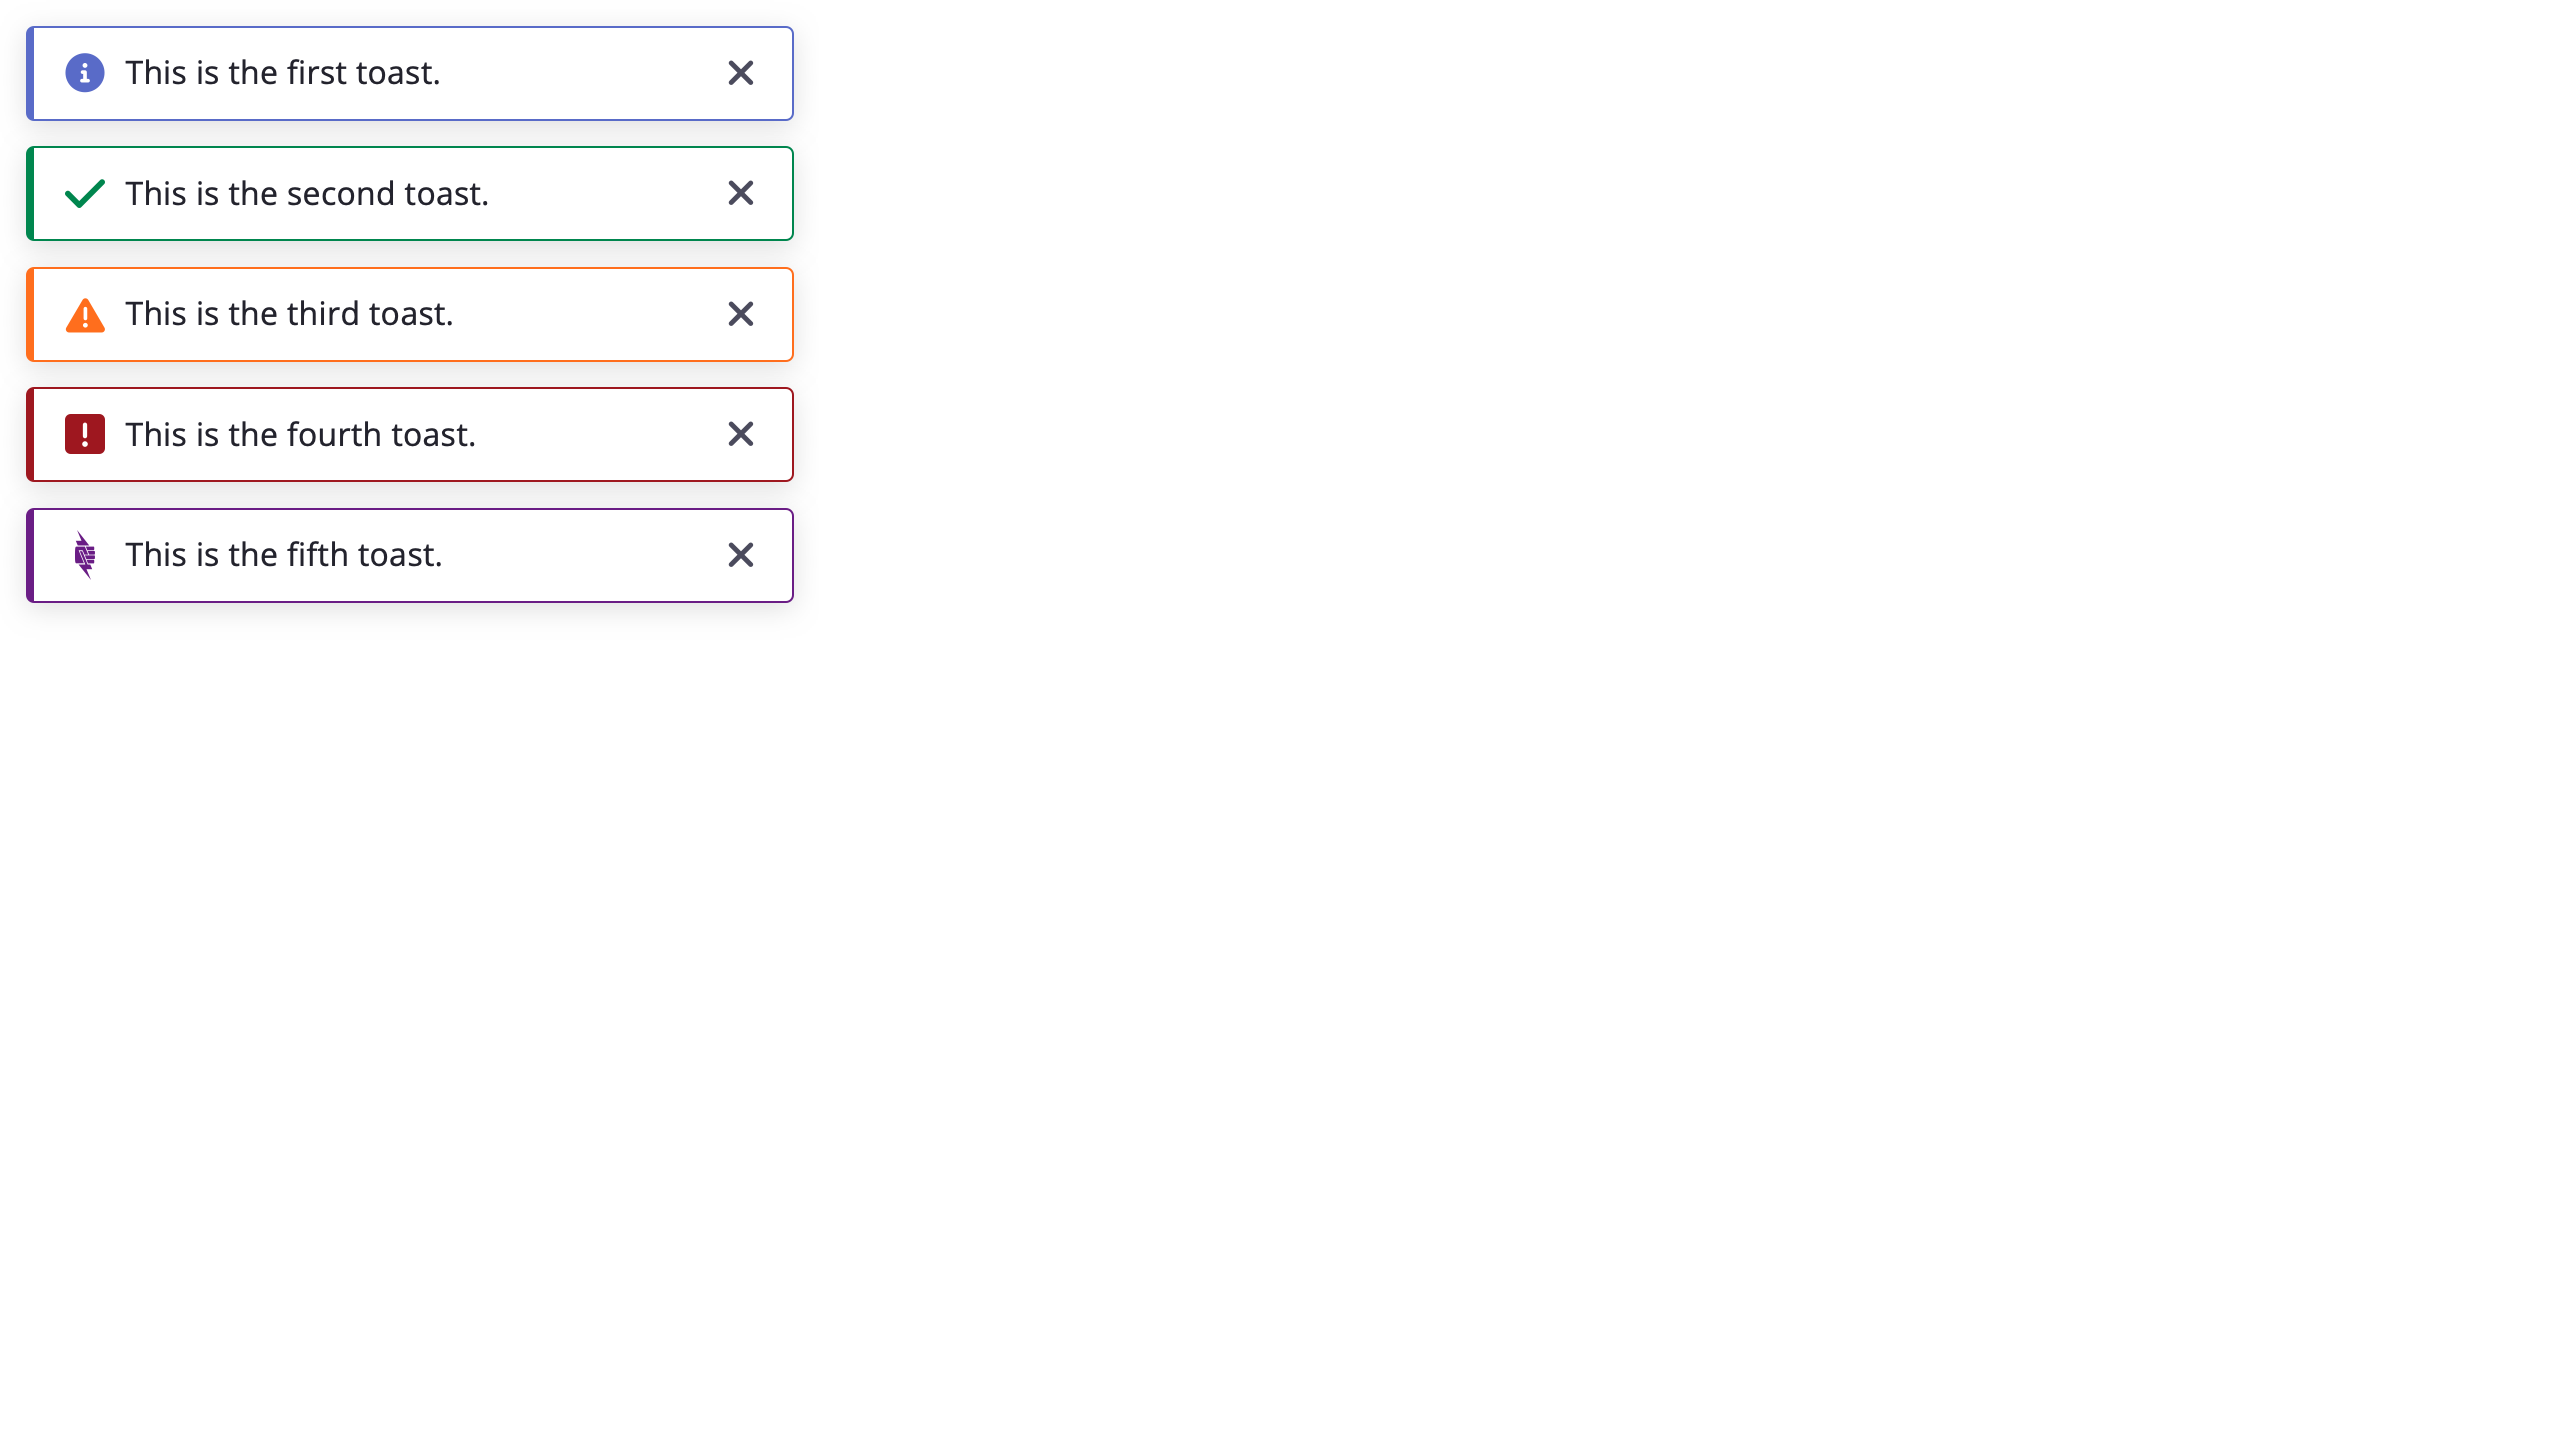 This is the first toast.
This is the second toast.
This is the third toast.
This is the fourth toast.
This is the fifth toast.